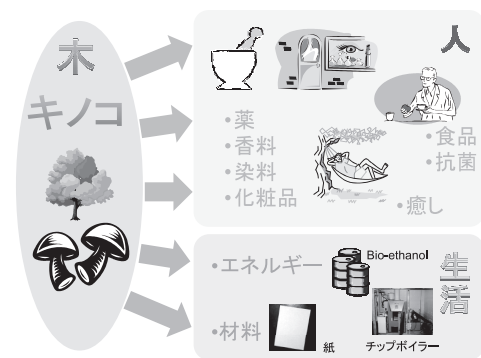 木
キノコ
人
・薬
・香料
・染料
・化粧品
・食品
・抗菌
・癒し
生活
・エネルギー
Bio-ethanol
・材料
紙
チップボイラー